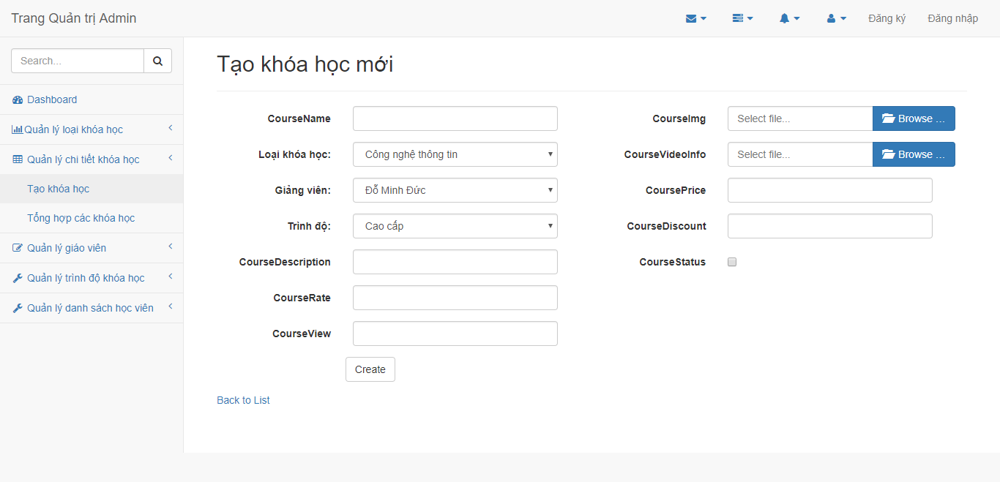 Trang Quản trị Admin
Đăng ký
Đăng nhập
Search...
Dashboard
Quản lý loại khóa học
Quản lý chi tiết khóa học
Tạo khóa học
Tổng hợp các khóa học
Quản lý giáo viên
Quản lý trình độ khóa học
Quản lý danh sách học viên
Tạo khóa học mới
CourseName
Loại khóa học: Công nghệ thông tin
Giảng viên: Đỗ Minh Đức
Trình độ: Cao cấp
CourseDescription
CourseRate
CourseView
Create
Back to List
CourseImg Select file... Browse ...
CourseVideoInfo Select file... Browse ...
CoursePrice
CourseDiscount
CourseStatus